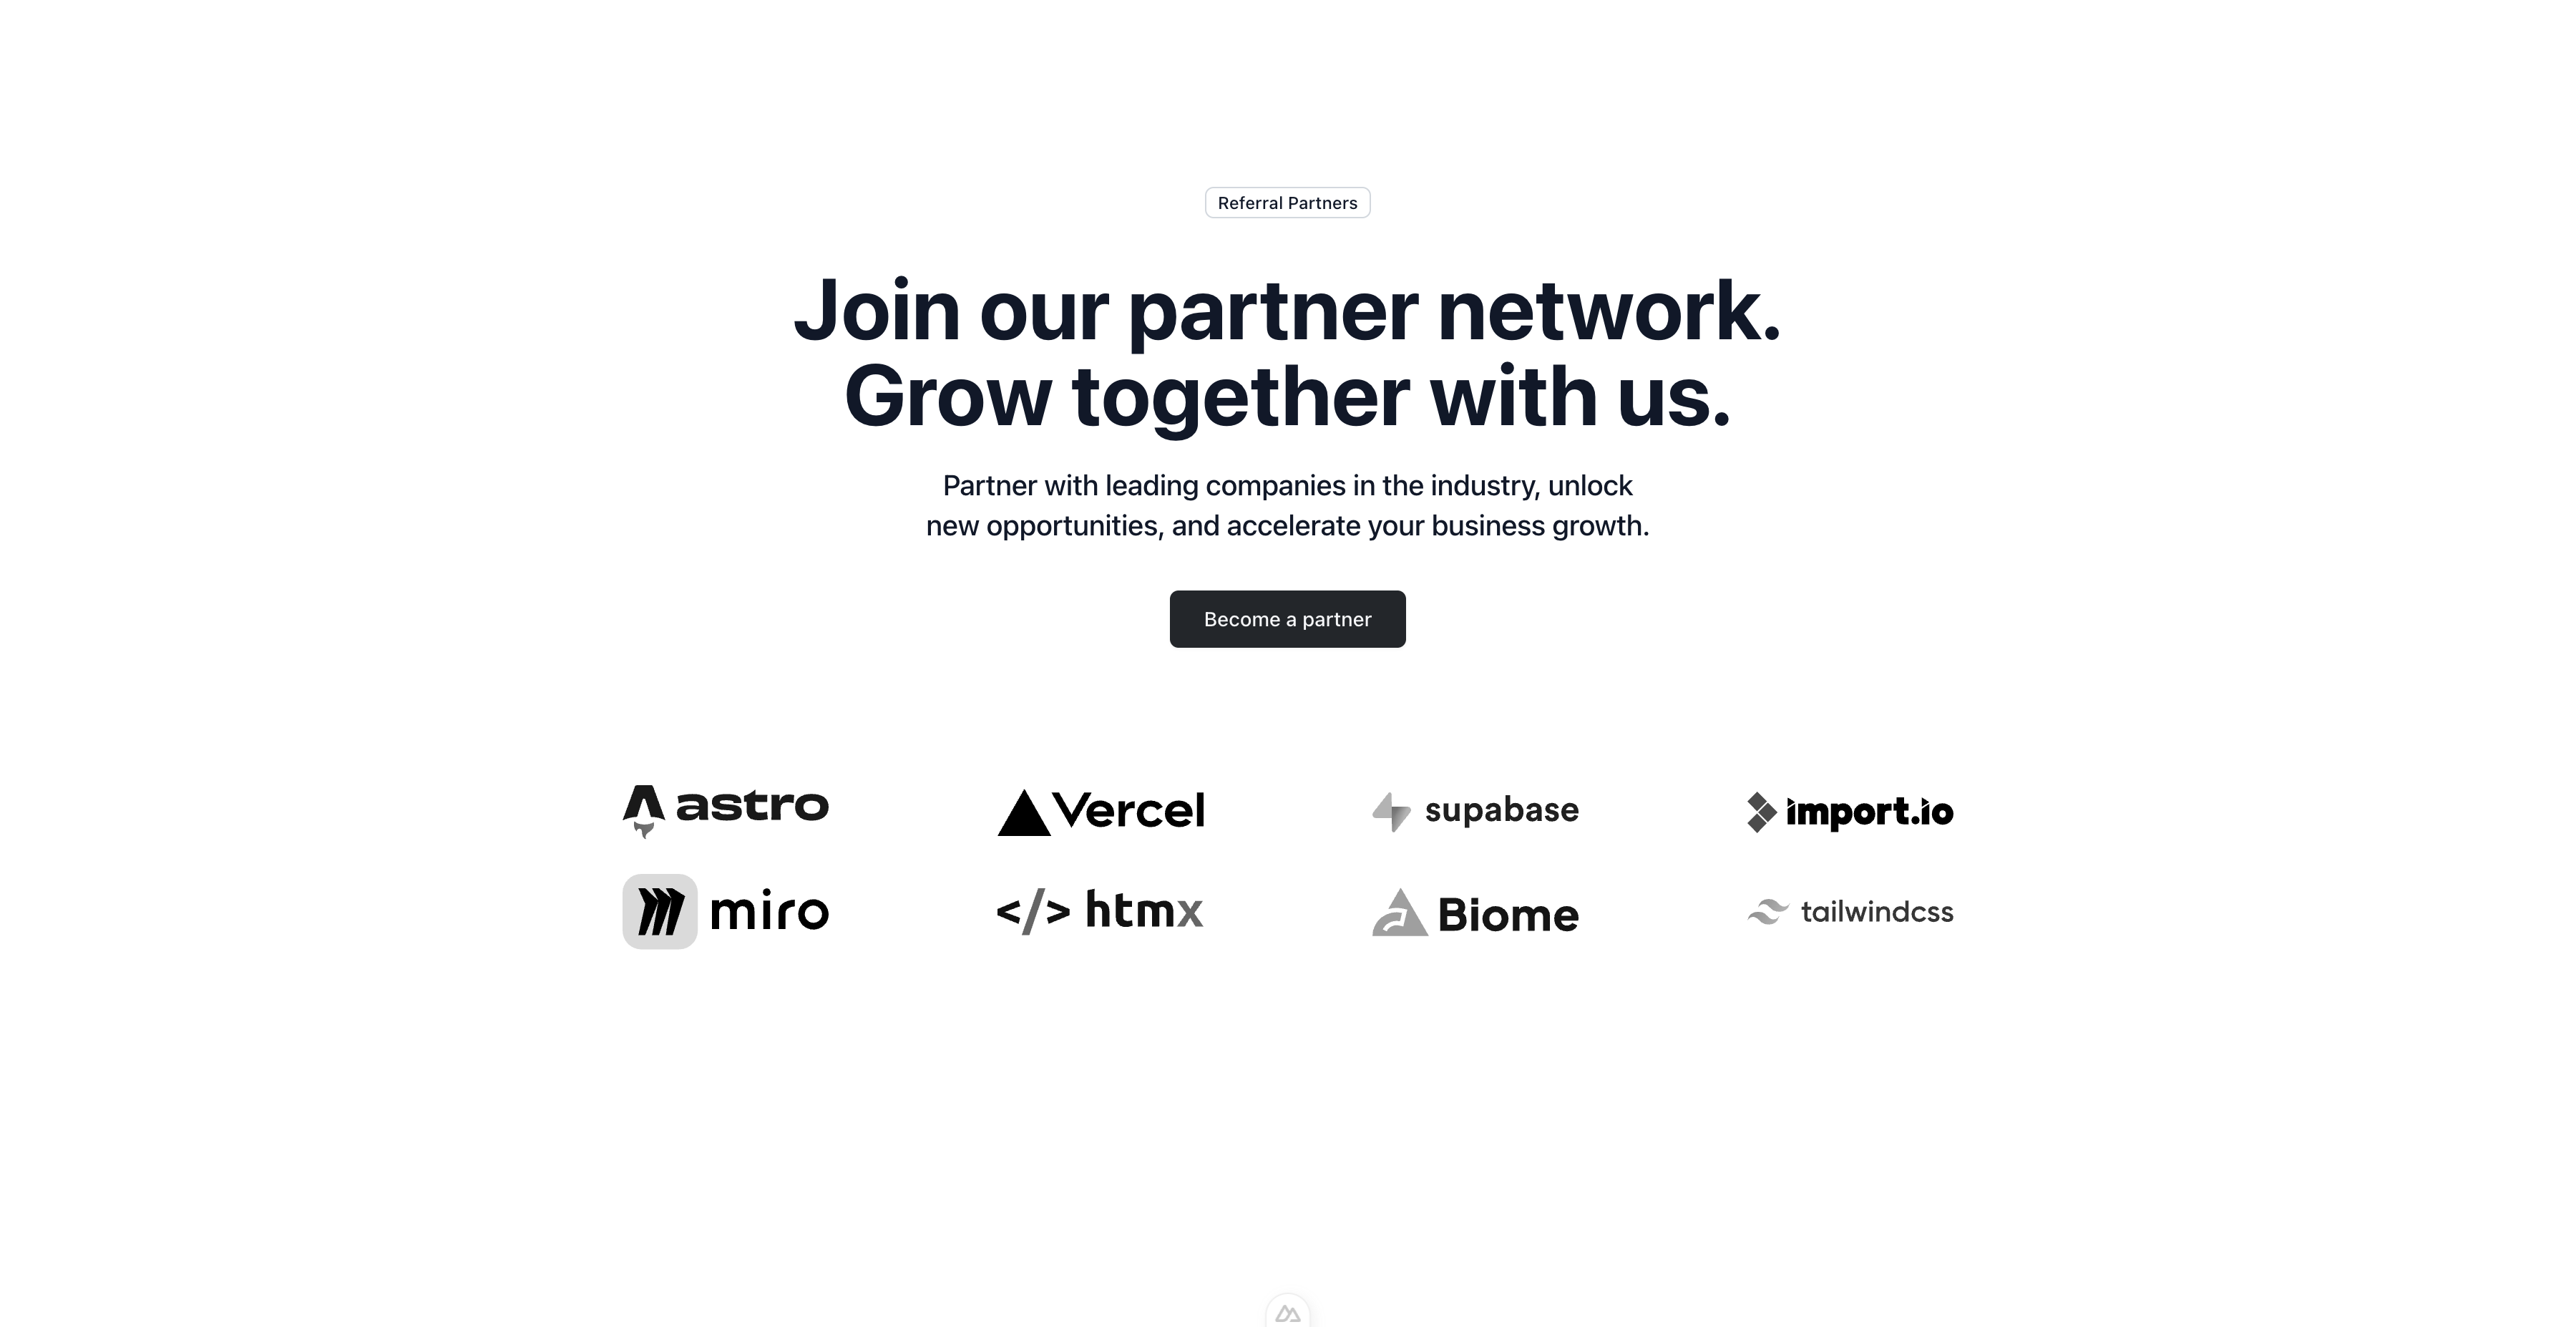 Referral Partners
Join our partner network.
Grow together with us.
Partner with leading companies in the industry, unlock
new opportunities, and accelerate your business growth.
Become a partner
astro
Vercel
supabase
import.io
miro
</> htmx
Biome
tailwindcss